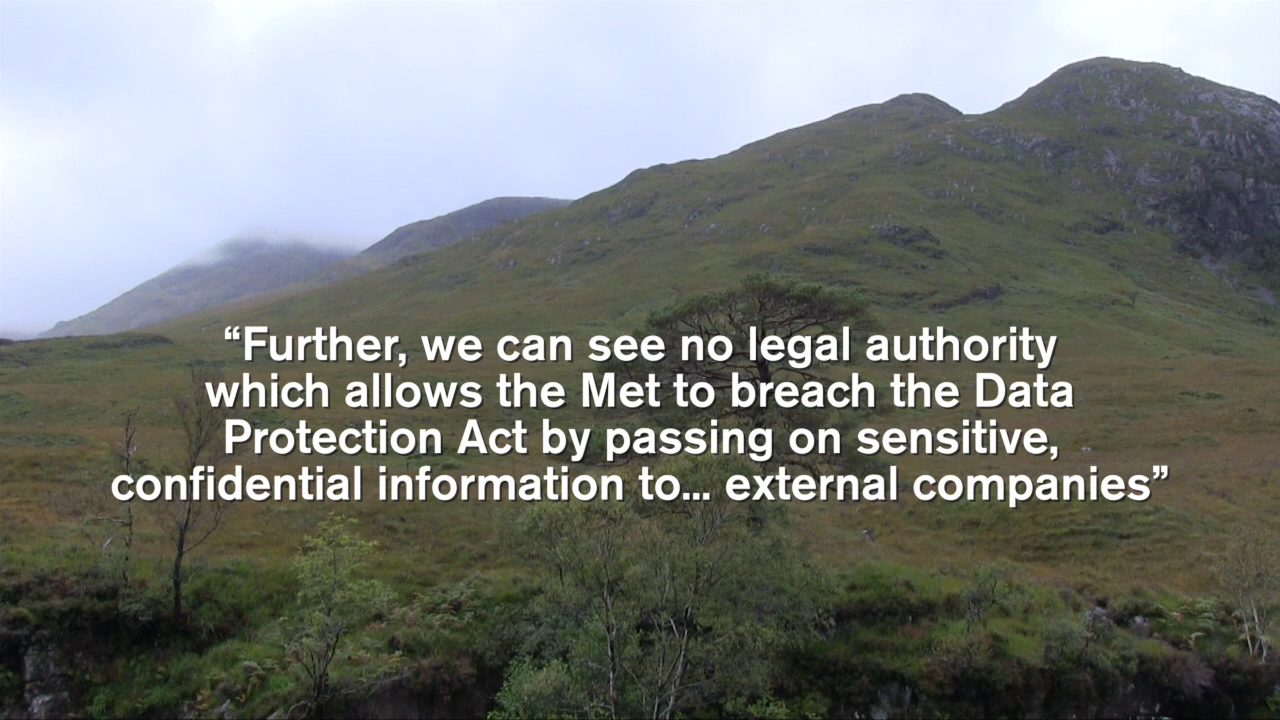 “Further, we can see no legal authority
which allows the Met to breach the Data
Protection Act by passing on sensitive,
confidential information to... external companies”